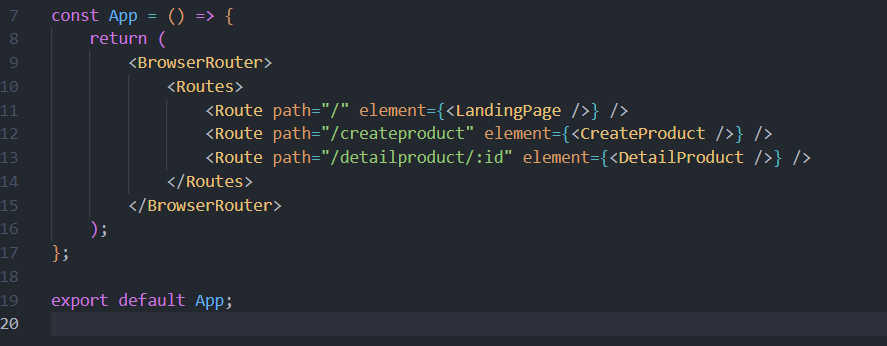 7 const App = () => {
8     return (
9         <BrowserRouter>
10             <Routes>
11                 <Route path="/" element={<LandingPage />} />
12                 <Route path="/createproduct" element={<CreateProduct />} />
13                 <Route path="/detailproduct/:id" element={<DetailProduct />} />
14             </Routes>
15         </BrowserRouter>
16     );
17 };
18
19 export default App;
20